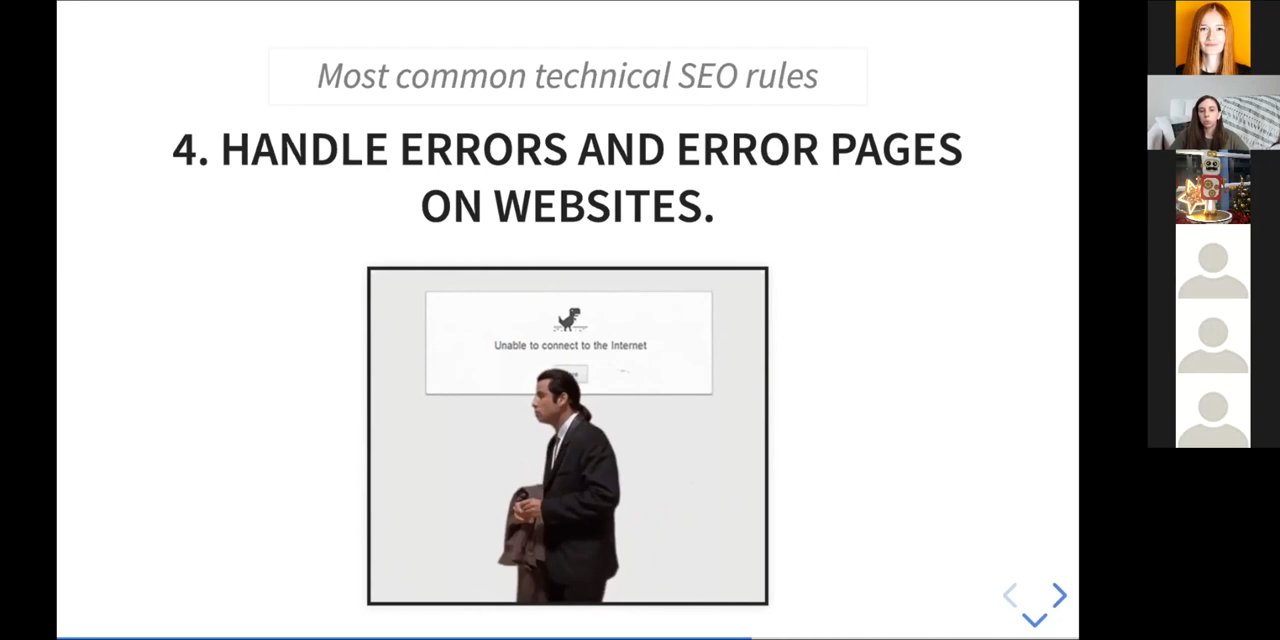 Most common technical SEO rules
4. HANDLE ERRORS AND ERROR PAGES
ON WEBSITES.
Unable to connect to the Internet